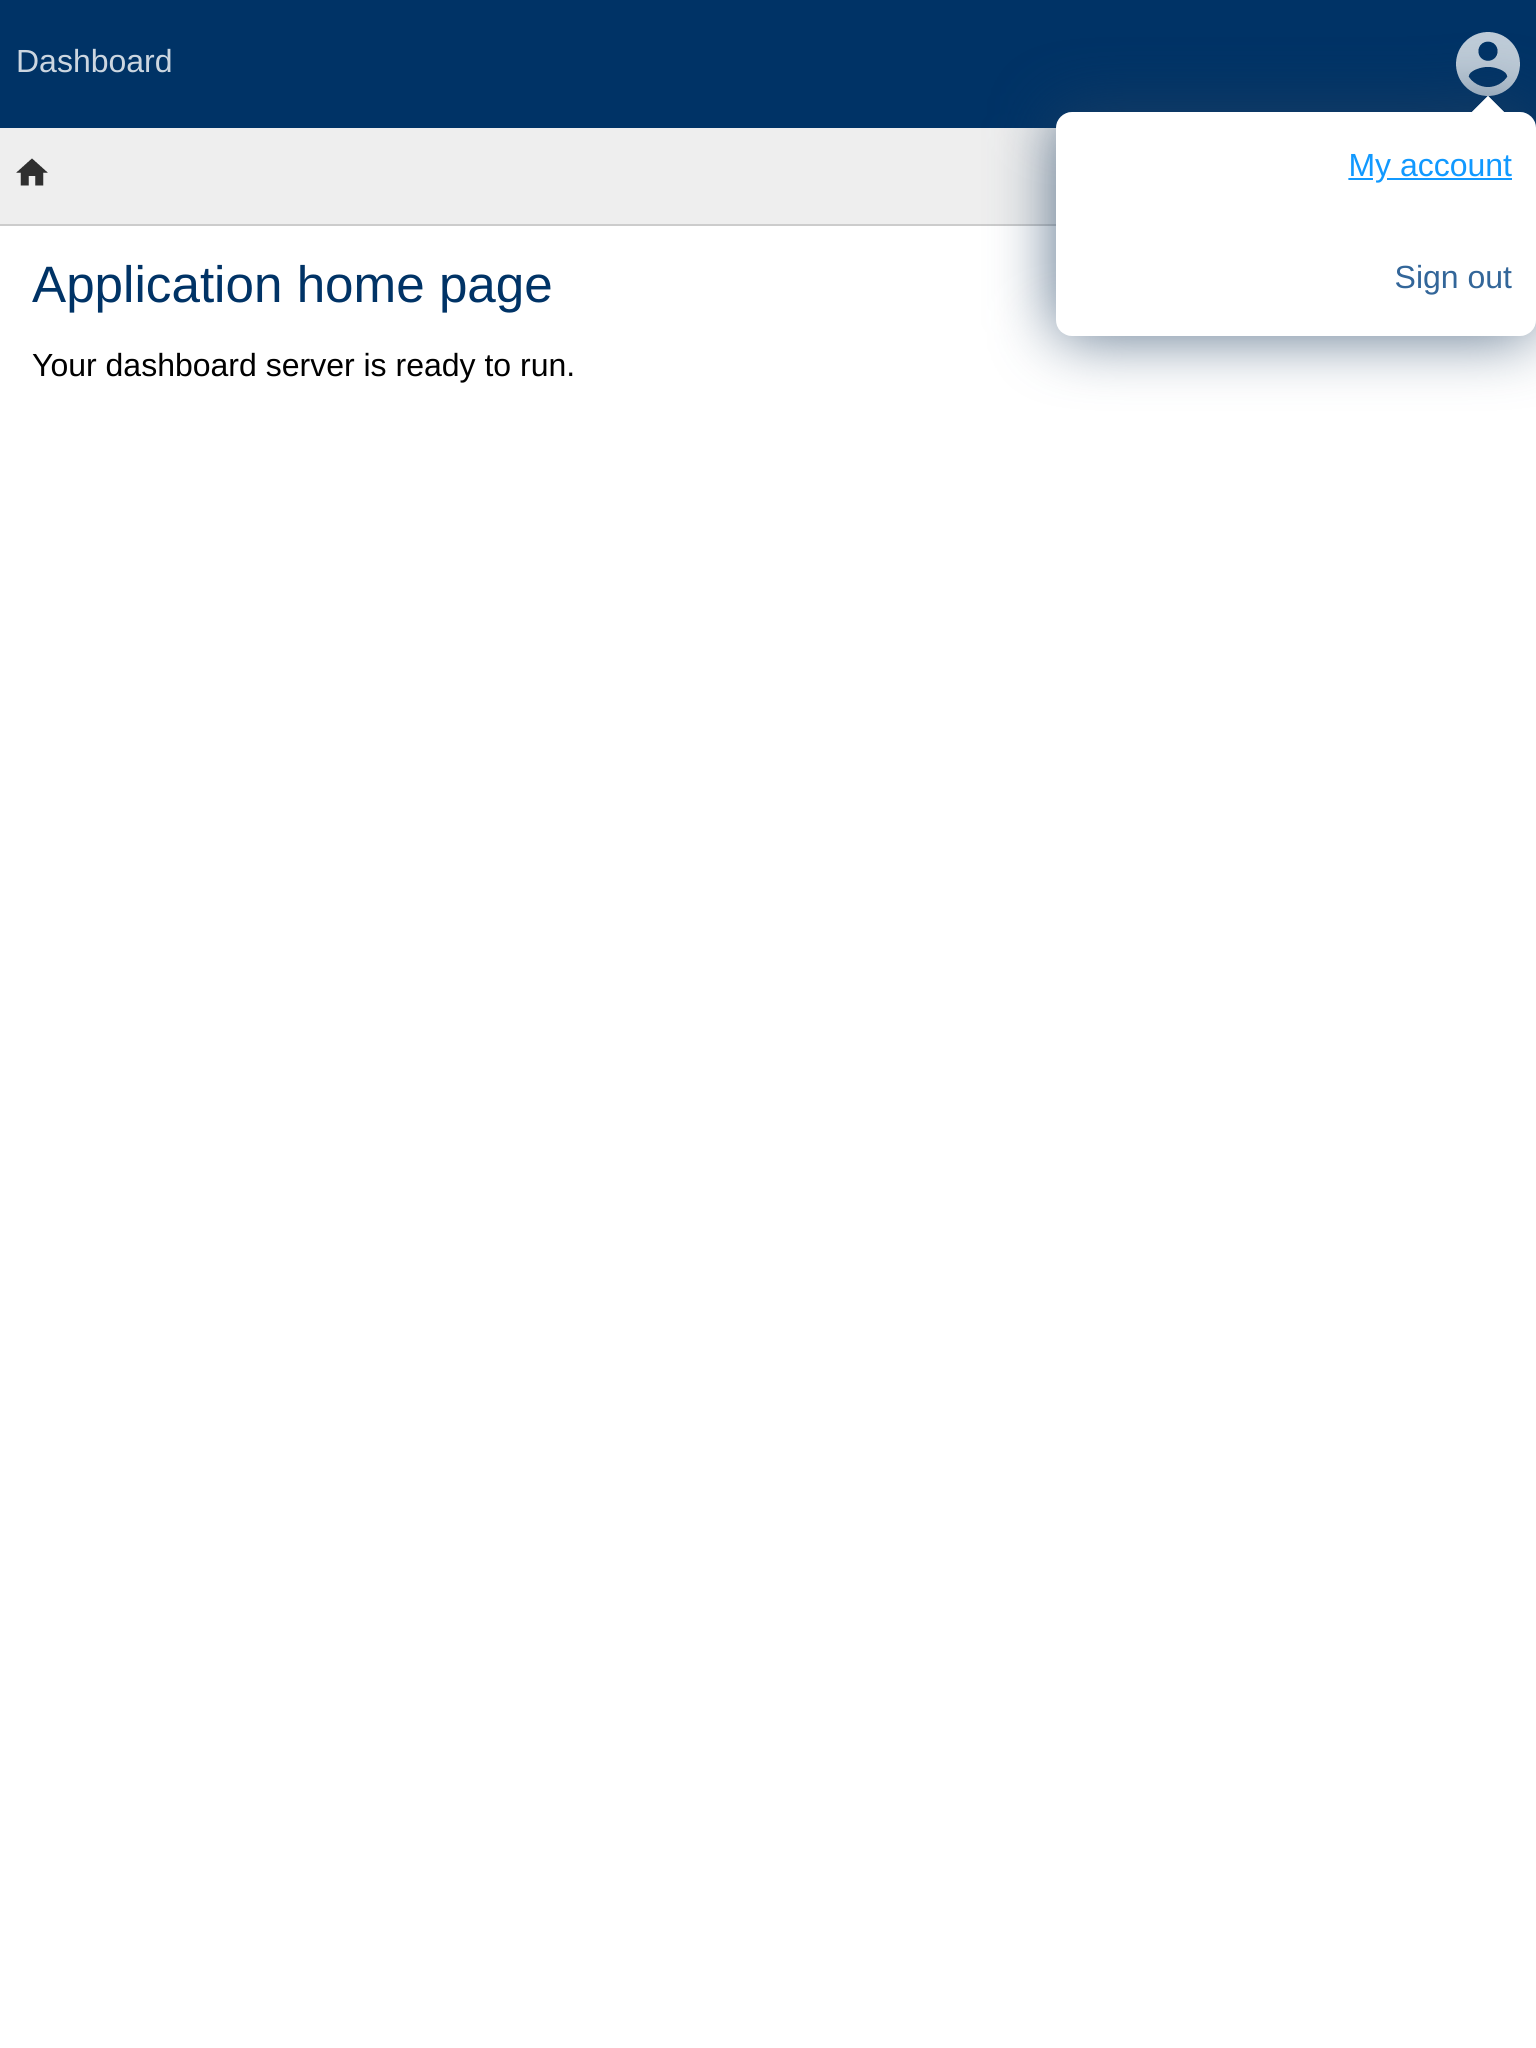 Dashboard
My account
Sign out
Application home page
Your dashboard server is ready to run.